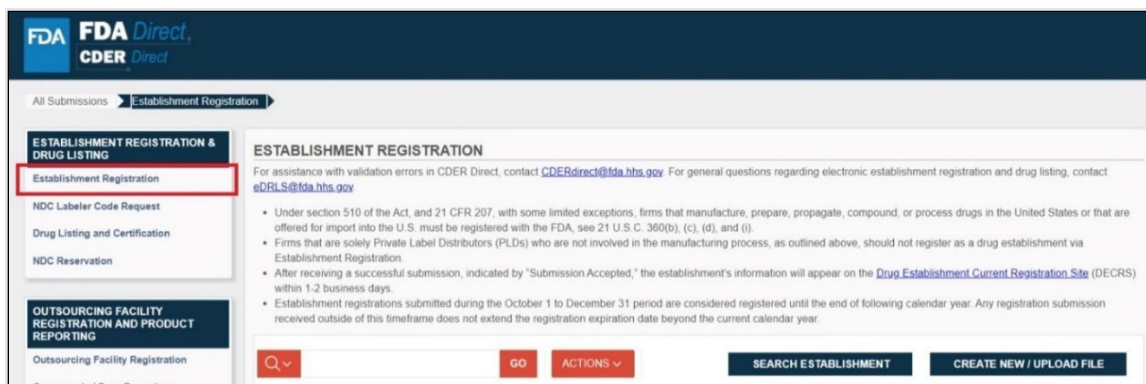 FDA FDA Direct,
CDER Direct
All Submissions Establishment Registration
ESTABLISHMENT REGISTRATION &
DRUG LISTING
Establishment Registration
NDC Labeler Code Request
Drug Listing and Certification
NDC Reservation
OUTSOURCING FACILITY
REGISTRATION AND PRODUCT
REPORTING
Outsourcing Facility Registration
ESTABLISHMENT REGISTRATION
For assistance with validation errors in CDER Direct, contact CDERdirect@fda.hhs.gov. For general questions regarding electronic establishment registration and drug listing, contact
eDRLS@fda.hhs.gov.
• Under section 510 of the Act, and 21 CFR 207, with some limited exceptions, firms that manufacture, prepare, propagate, compound, or process drugs in the United States or that are
offered for import into the U.S. must be registered with the FDA, see 21 U.S.C. 360(b), (c), (d), and (i).
• Firms that are solely Private Label Distributors (PLDs) who are not involved in the manufacturing process, as outlined above, should not register as a drug establishment via
Establishment Registration.
• After receiving a successful submission, indicated by "Submission Accepted," the establishment's information will appear on the Drug Establishment Current Registration Site (DECRS)
within 1-2 business days.
• Establishment registrations submitted during the October 1 to December 31 period are considered registered until the end of following calendar year. Any registration submission
received outside of this timeframe does not extend the registration expiration date beyond the current calendar year.
GO ACTIONS SEARCH ESTABLISHMENT CREATE NEW / UPLOAD FILE